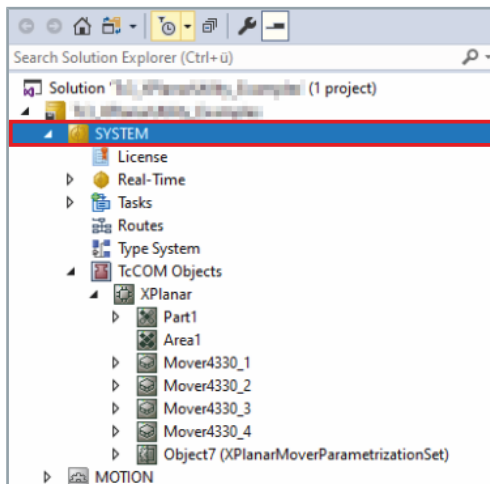 Search Solution Explorer (Ctrl+ü)
Solution (1 project)
SYSTEM
License
Real-Time
Tasks
Routes
Type System
TcCOM Objects
XPlanar
Part1
Area1
Mover4330_1
Mover4330_2
Mover4330_3
Mover4330_4
Object7 (XPlanarMoverParametrizationSet)
MOTION